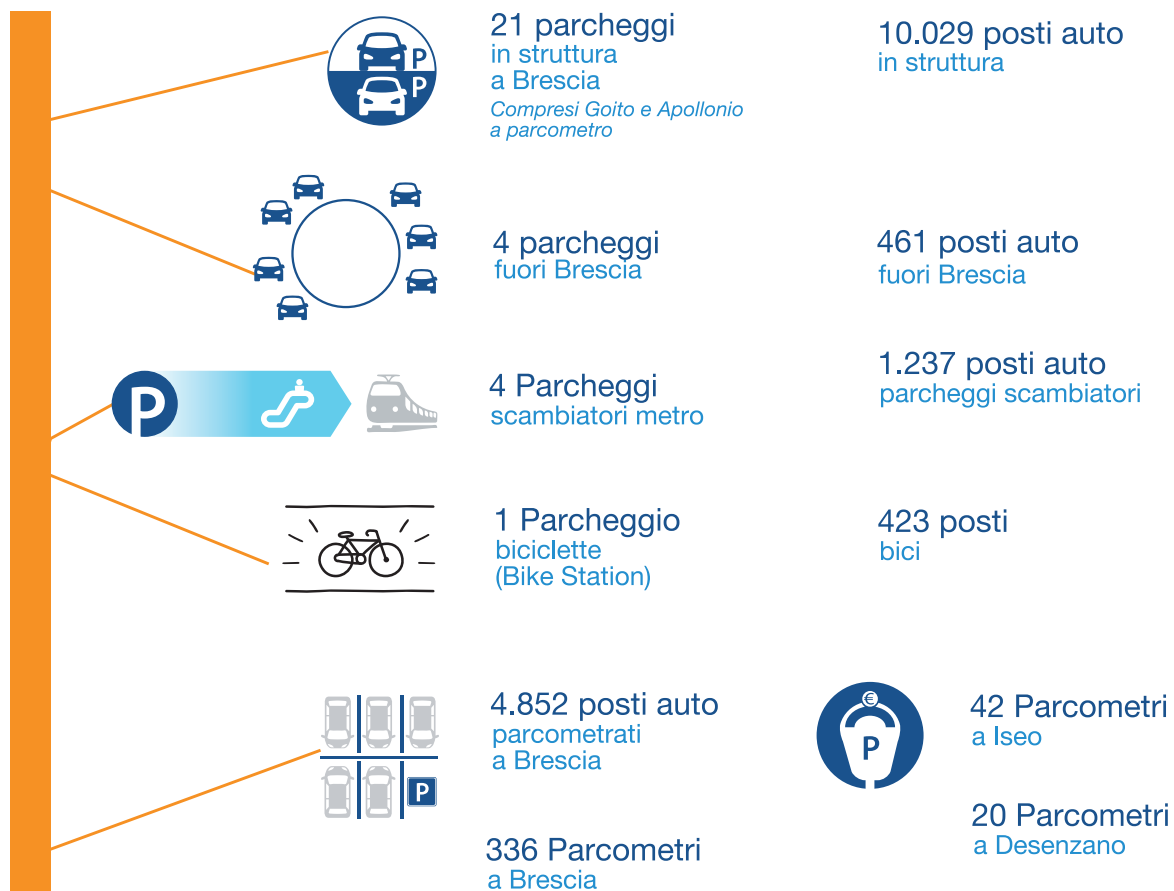 P
P
21 parcheggi
in struttura
a Brescia
Compresi Goito e Apollonio
a parcometro
10.029 posti auto
in struttura
4 parcheggi
fuori Brescia
461 posti auto
fuori Brescia
P
4 Parcheggi
scambiatori metro
1.237 posti auto
parcheggi scambiatori
1 Parcheggio
biciclette
(Bike Station)
423 posti
bici
P
4.852 posti auto
parcometrati
a Brescia
336 Parcometri
a Brescia
€
P
42 Parcometri
a Iseo
20 Parcometri
a Desenzano